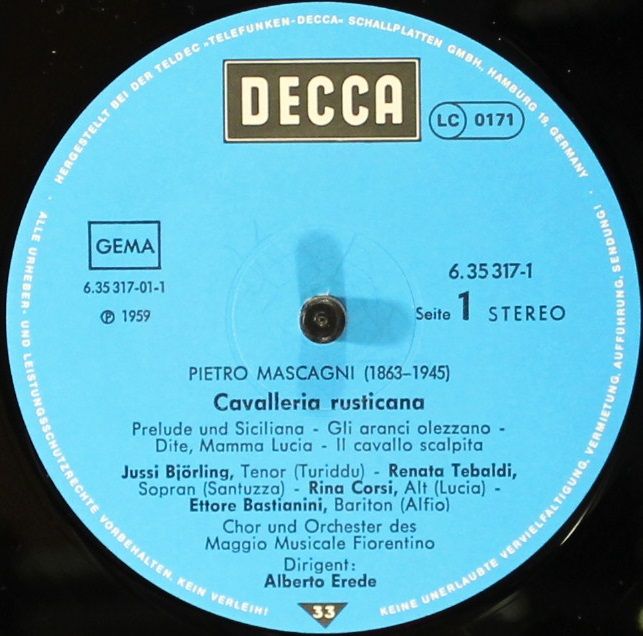 HERGESTELLT BEI DER TELDEC »TELEFUNKEN-DECCA« SCHALLPLATTEN GMBH., HAMBURG 19, GERMANY ·
DECCA
LC 0171
GEMA
6.35317-01-1
Ⓟ 1959
6.35317-1
Seite 1 STEREO
PIETRO MASCAGNI (1863–1945)
Cavalleria rusticana
Prelude und Siciliana - Gli aranci olezzano -
Dite, Mamma Lucia - Il cavallo scalpita
Jussi Björling, Tenor (Turiddu) - Renata Tebaldi,
Sopran (Santuzza) - Rina Corsi, Alt (Lucia) -
Ettore Bastianini, Bariton (Alfio)
Chor und Orchester des
Maggio Musicale Fiorentino
Dirigent:
Alberto Erede
33
· ALLE URHEBER- UND LEISTUNGSSCHUTZRECHTE VORBEHALTEN. KEIN VERLEIH!
KEINE UNERLAUBTE VERVIELFÄLTIGUNG, VERMIETUNG, AUFFÜHRUNG, SENDUNG!